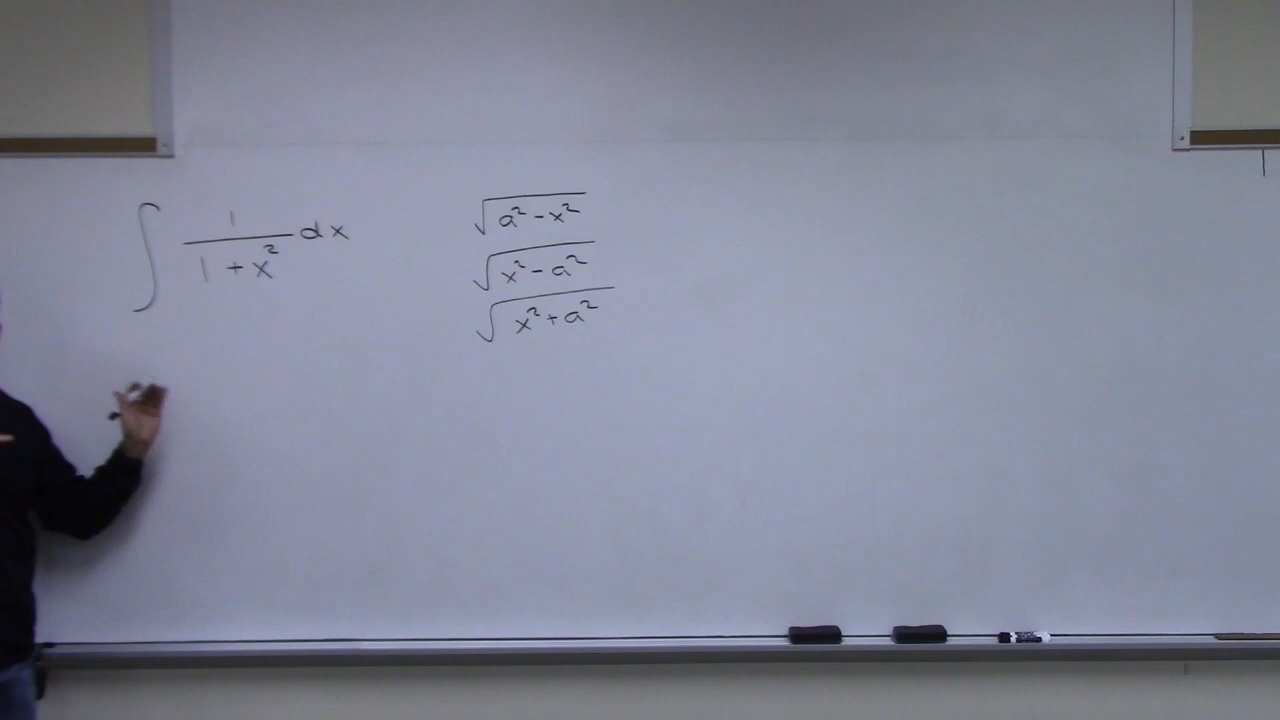 ∫ 1/(1+x²) dx
√(a²-x²)
√(x²-a²)
√(x²+a²)